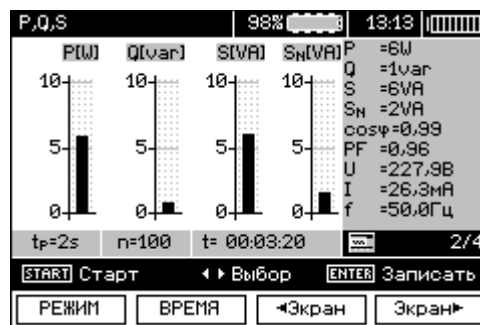 P,Q,S 98% 13:13
P[W] Q[var] S[VA] SN[VA]
10 10 10 10
5 5 5 5
0 0 0 0
P =6W
Q =1var
S =6VA
SN =2VA
cosφ=0,99
PF =0,96
U =227,9В
I =26,3мА
f =50,0Гц
tP=2s n=100 t= 00:03:20 2/4
START Старт ◄ ► Выбор ENTER Записать
РЕЖИМ ВРЕМЯ ◄Экран Экран►